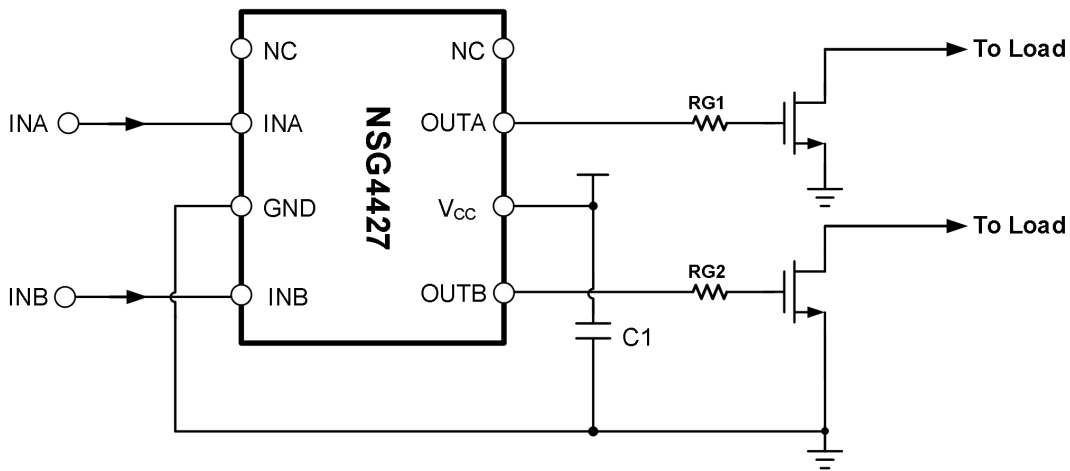 NC
NC
To Load
RG1
INA
INA
OUTA
NSG4427
GND
VCC
To Load
RG2
INB
INB
OUTB
C1